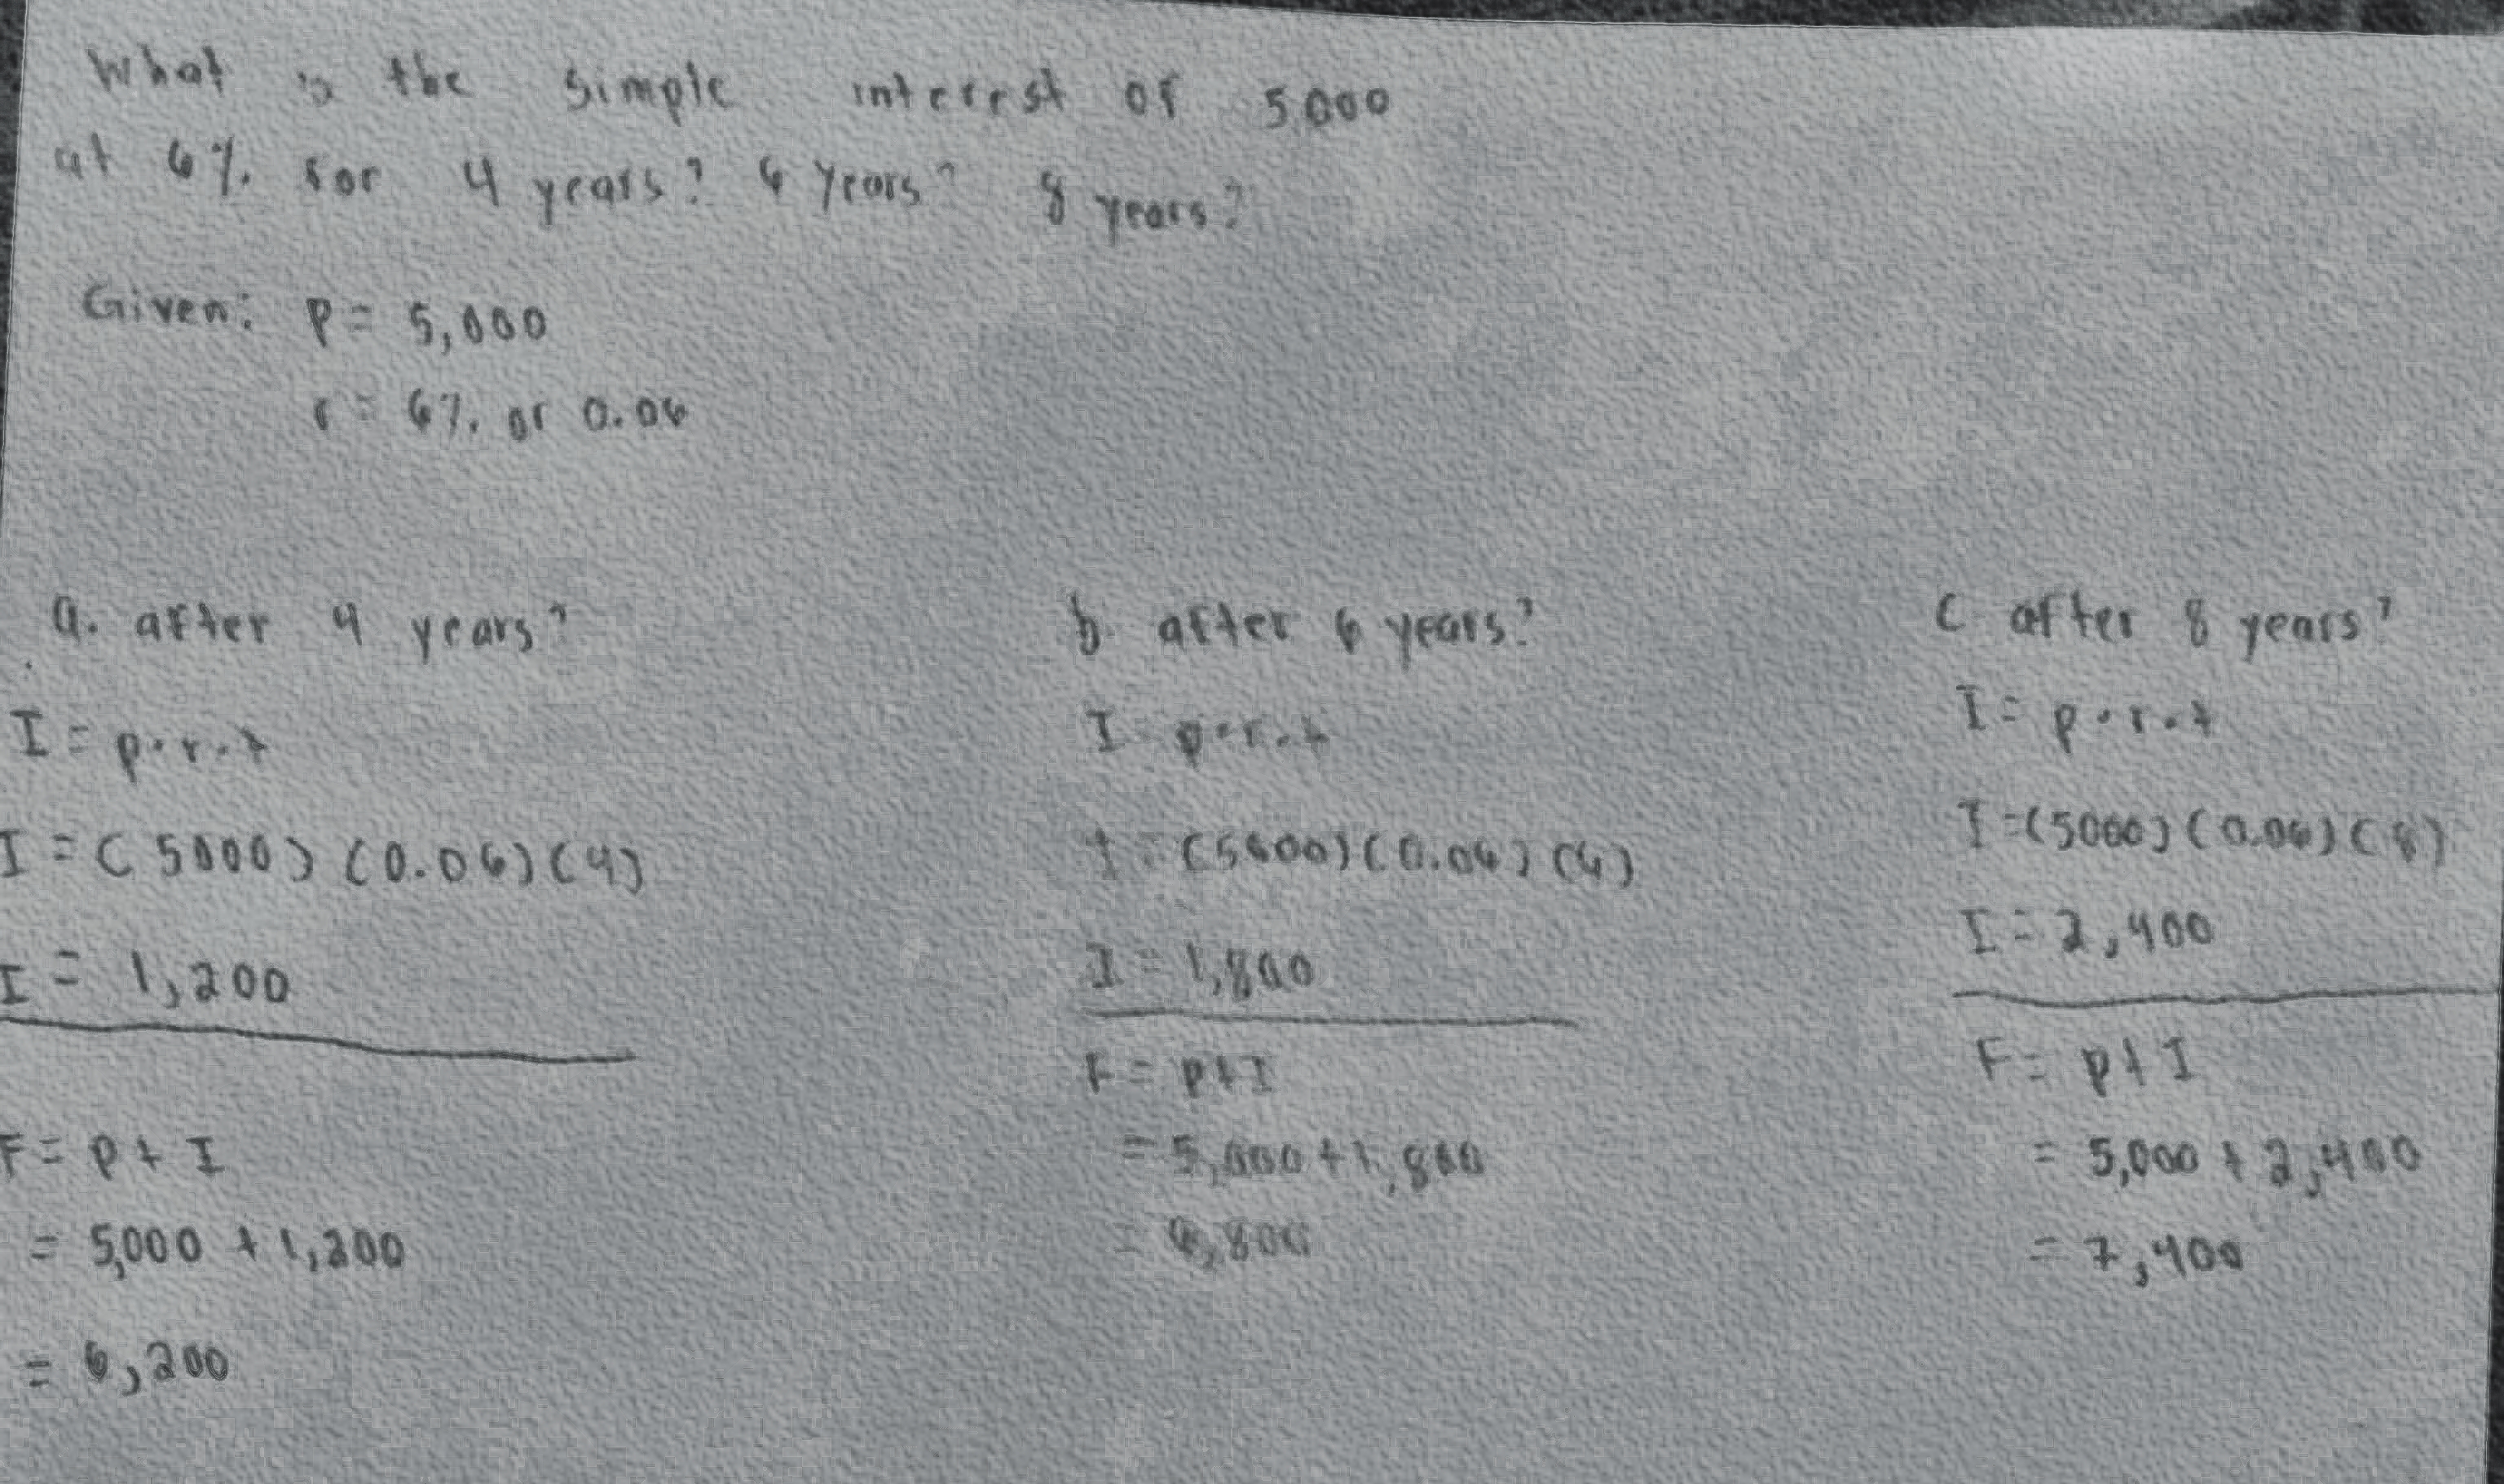 What is the simple interest of 5000
at 6% for 4 years? 6 years? 8 years?
Given: P = 5,000
r = 6% or 0.06
a. after 4 years?
I = p·r·t
I = (5000) (0.06) (4)
I = 1,200
F = P + I
= 5,000 + 1,200
= 6,200
b. after 6 years?
I = p·r·t
I = (5000) (0.06) (6)
I = 1,800
F = P + I
= 5,000 + 1,800
= 6,800
c after 8 years?
I = p·r·t
I = (5000) (0.06) (8)
I = 2,400
F = P + I
= 5,000 + 2,400
= 7,400